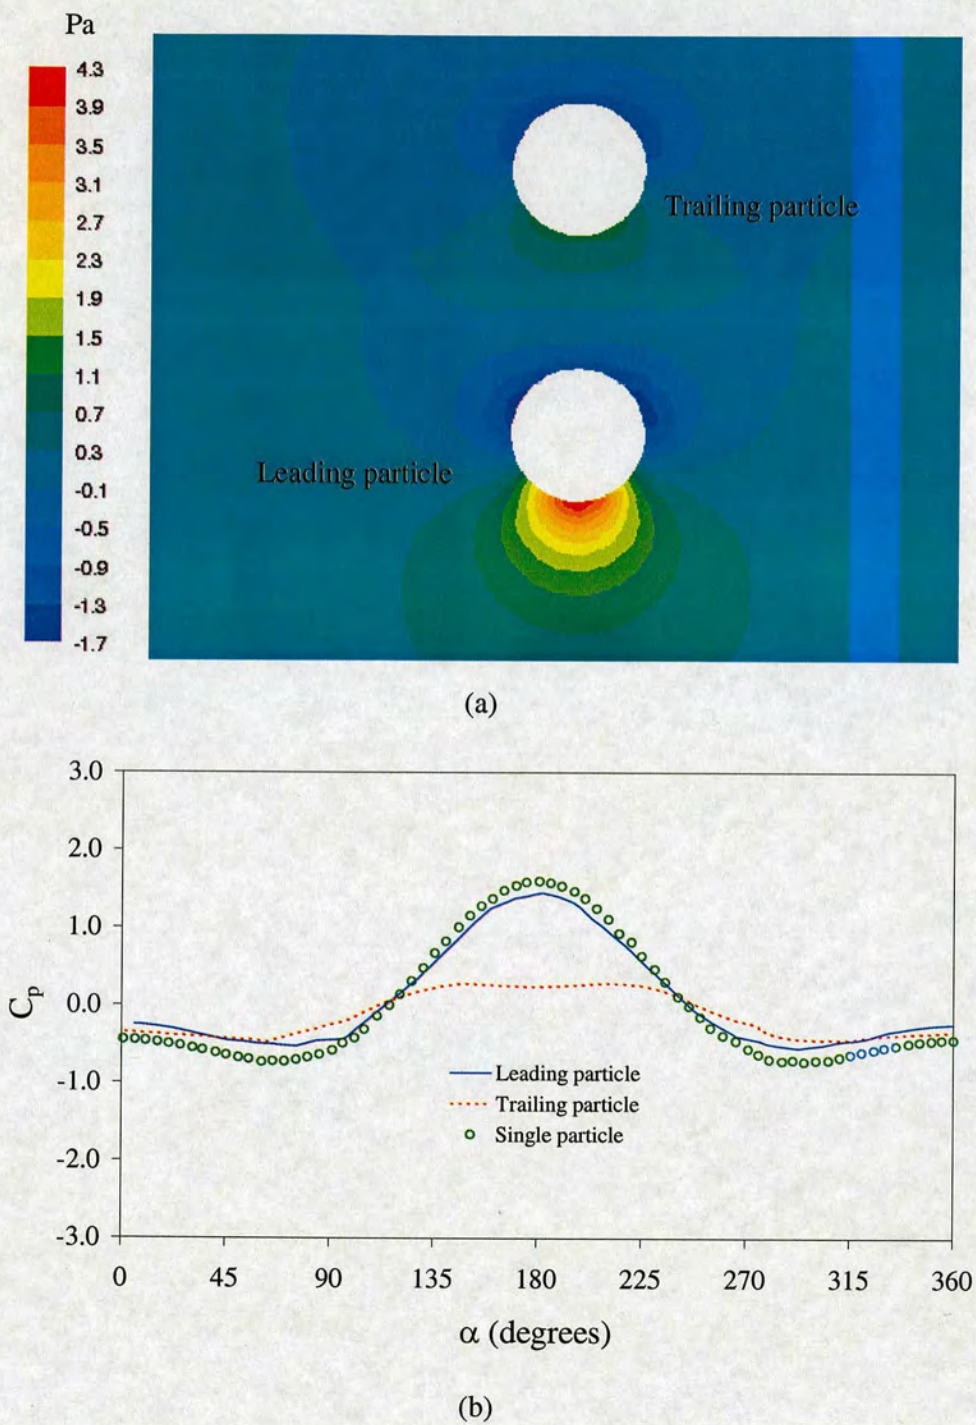 Pa
4.3
3.9
3.5
3.1
2.7
2.3
1.9
1.5
1.1
0.7
0.3
-0.1
-0.5
-0.9
-1.3
-1.7
Trailing particle
Leading particle
(a)
3.0
2.0
1.0
0.0
-1.0
-2.0
-3.0
Cp
Leading particle
Trailing particle
Single particle
0 45 90 135 180 225 270 315 360
α (degrees)
(b)